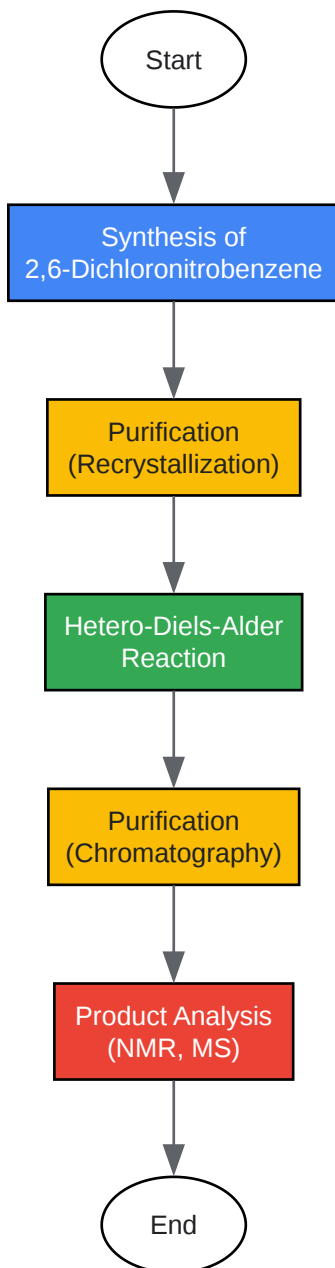 Start
Synthesis of
2,6-Dichloronitrobenzene
Purification
(Recrystallization)
Hetero-Diels-Alder
Reaction
Purification
(Chromatography)
Product Analysis
(NMR, MS)
End